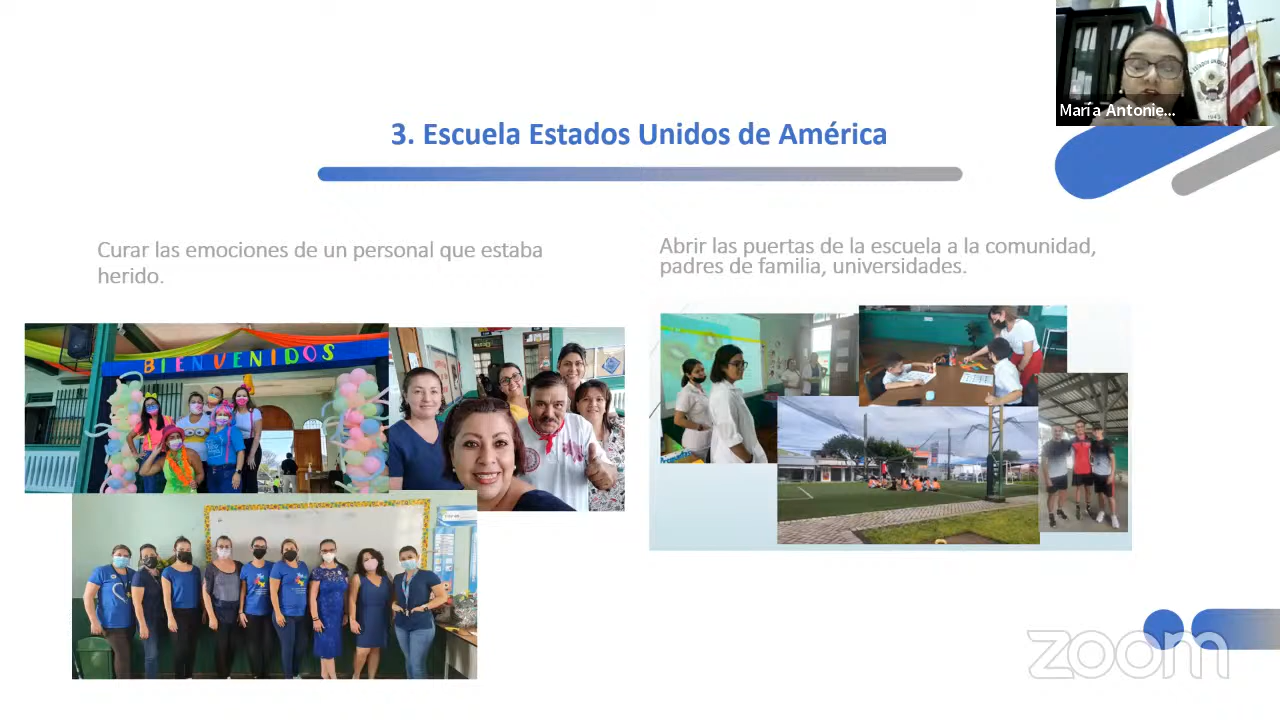 María Antonie...
3. Escuela Estados Unidos de América
Curar las emociones de un personal que estaba
herido.
Abrir las puertas de la escuela a la comunidad,
padres de familia, universidades.
BIENVENIDOS
zoom